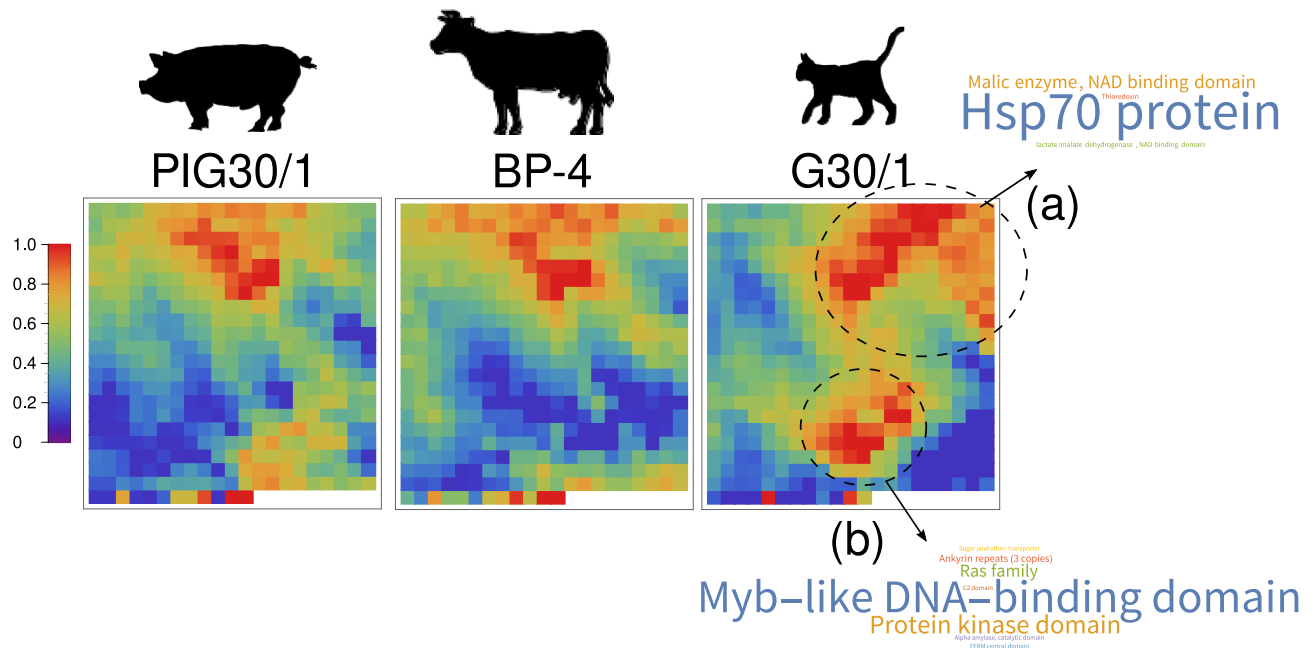 Malic enzyme, NAD binding domain
Thioredoxin
Hsp70 protein
lactate/malate dehydrogenase , NAD binding domain
PIG30/1
BP-4
G30/1
(a)
1.0
0.8
0.6
0.4
0.2
0
(b)
Sugar (and other) transporter
Ankyrin repeats (3 copies)
Ras family
C2 domain
Myb–like DNA–binding domain
Protein kinase domain
Alpha amylase, catalytic domain
FERM central domain